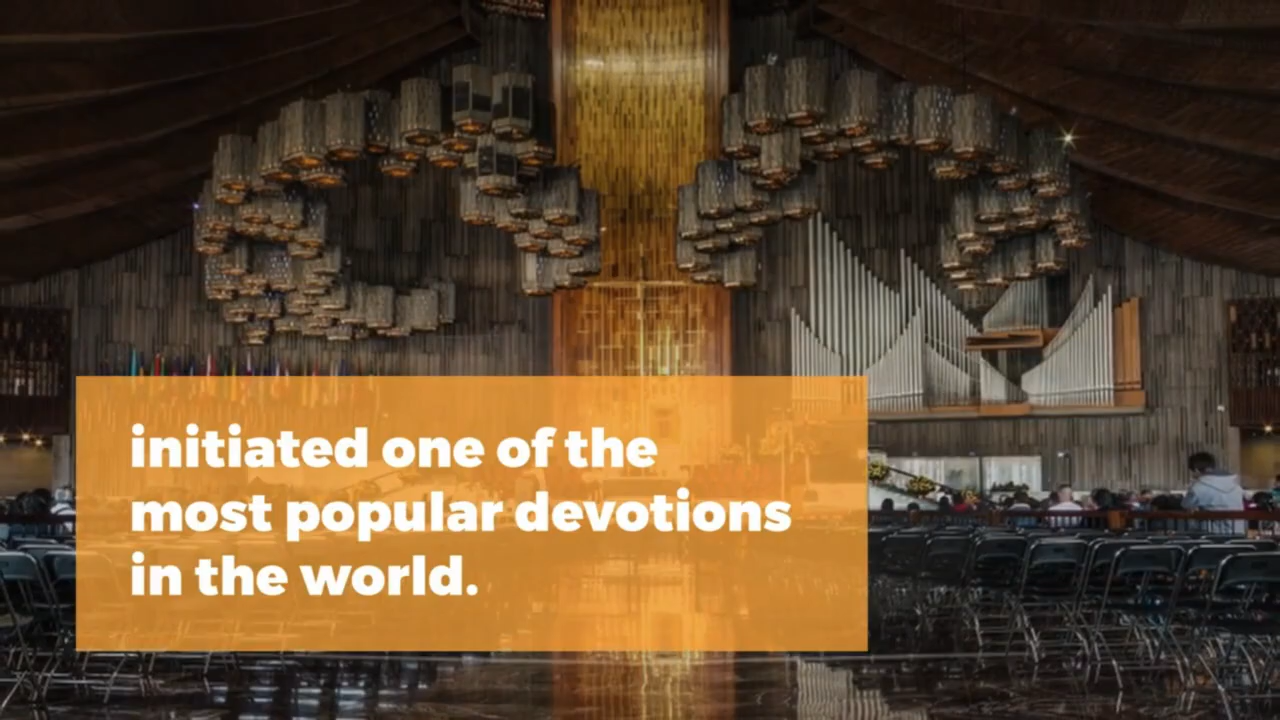 initiated one of the
most popular devotions
in the world.